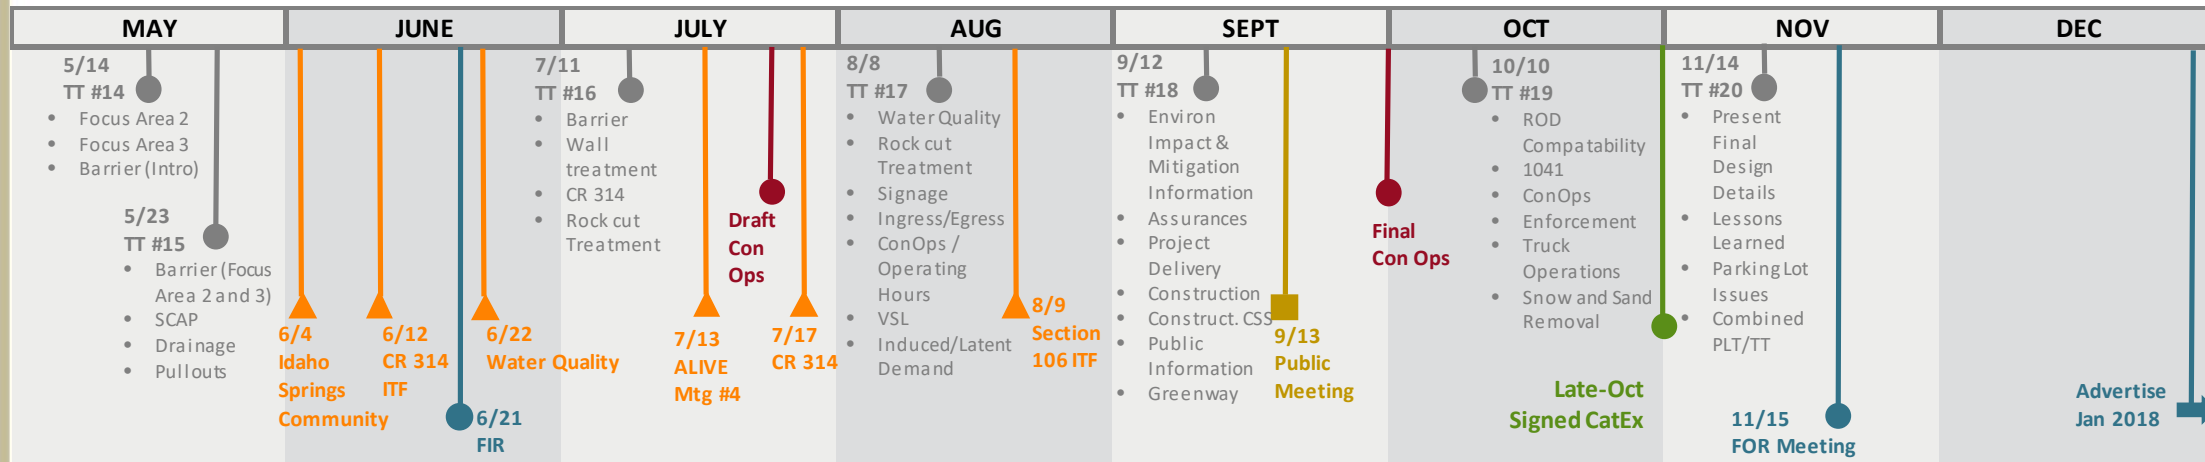 MAY
JUNE
JULY
AUG
SEPT
OCT
NOV
DEC
5/14
TT #14
• Focus Area 2
• Focus Area 3
• Barrier (Intro)
5/23
TT #15
• Barrier (Focus
Area 2 and 3)
• SCAP
• Drainage
• Pullouts
6/4
Idaho
Springs
Community
6/12
CR 314
ITF
6/21
FIR
6/22
Water Quality
7/11
TT #16
• Barrier
• Wall
treatment
• CR 314
• Rock cut
Treatment
7/13
ALIVE
Mtg #4
Draft
Con
Ops
7/17
CR 314
8/8
TT #17
• Water Quality
• Rock cut
Treatment
• Signage
• Ingress/Egress
• ConOps /
Operating
Hours
• VSL
• Induced/Latent
Demand
8/9
Section
106 ITF
9/12
TT #18
• Environ
Impact &
Mitigation
Information
• Assurances
• Project
Delivery
• Construction
• Construct. CSS
• Public
Information
• Greenway
9/13
Public
Meeting
Final
Con Ops
10/10
TT #19
• ROD
Compatability
• 1041
• ConOps
• Enforcement
• Truck
Operations
• Snow and Sand
Removal
Late-Oct
Signed CatEx
11/14
TT #20
• Present
Final
Design
Details
• Lessons
Learned
• Parking Lot
Issues
• Combined
PLT/TT
11/15
FOR Meeting
Advertise
Jan 2018